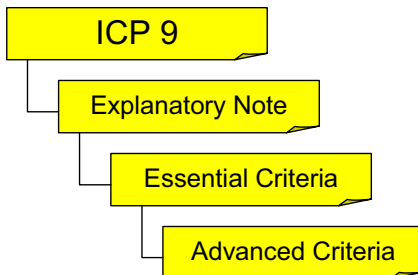 ICP 9
Explanatory Note
Essential Criteria
Advanced Criteria